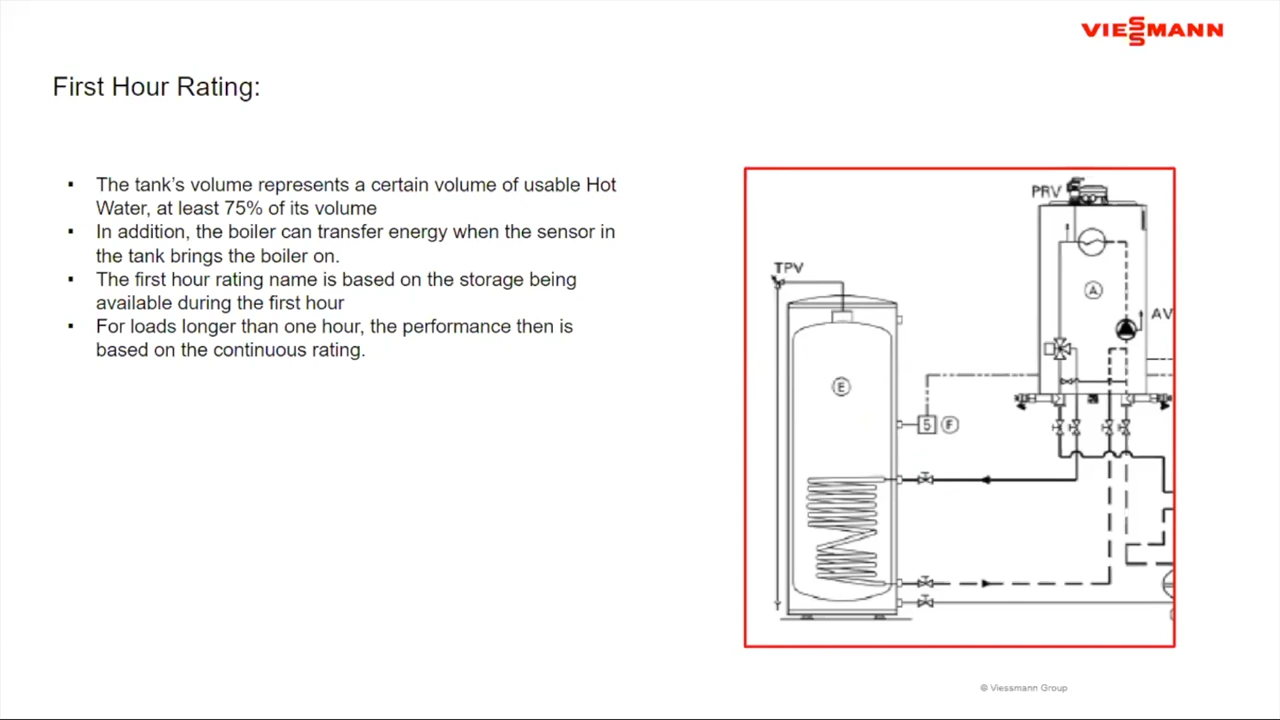 VIESSMANN
First Hour Rating:
▪ The tank's volume represents a certain volume of usable Hot
Water, at least 75% of its volume
▪ In addition, the boiler can transfer energy when the sensor in
the tank brings the boiler on.
▪ The first hour rating name is based on the storage being
available during the first hour
▪ For loads longer than one hour, the performance then is
based on the continuous rating.
PRV
TPV
A
AV
E
5 F
© Viessmann Group